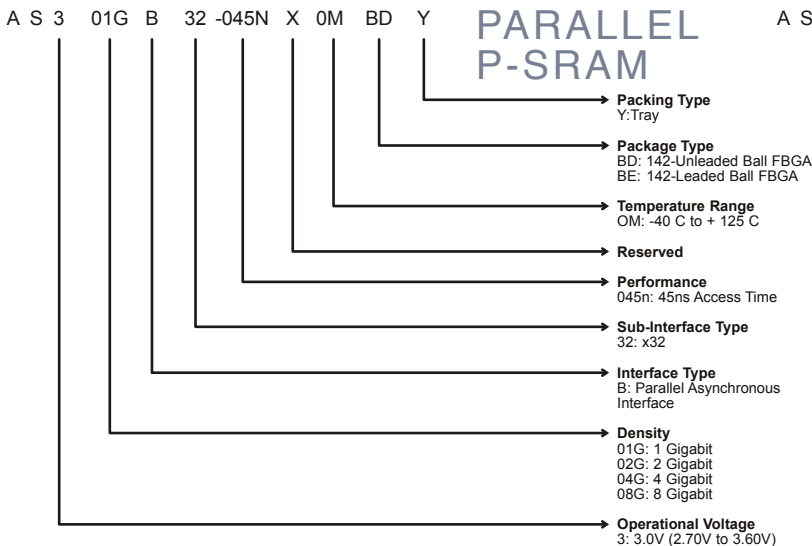 A S 3 01G B 32 -045N X 0M BD Y
PARALLEL
P-SRAM
A S
Packing Type
Y:Tray
Package Type
BD: 142-Unleaded Ball FBGA
BE: 142-Leaded Ball FBGA
Temperature Range
OM: -40 C to + 125 C
Reserved
Performance
045n: 45ns Access Time
Sub-Interface Type
32: x32
Interface Type
B: Parallel Asynchronous
Interface
Density
01G: 1 Gigabit
02G: 2 Gigabit
04G: 4 Gigabit
08G: 8 Gigabit
Operational Voltage
3: 3.0V (2.70V to 3.60V)